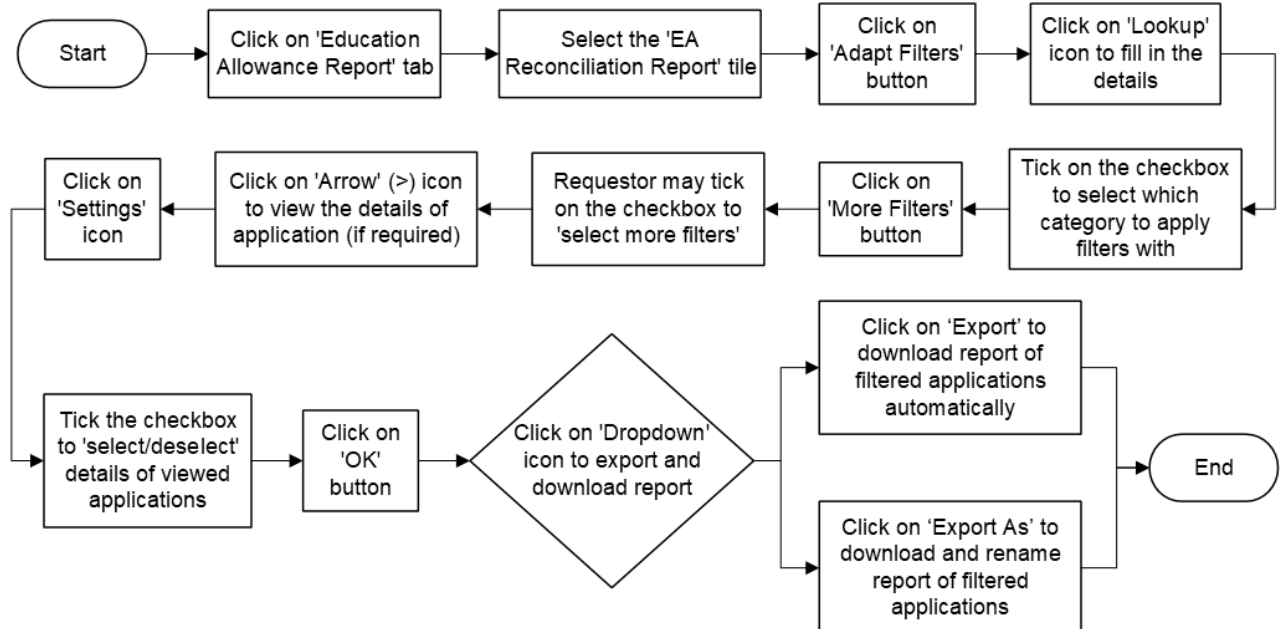 Start
Click on 'Education
Allowance Report' tab
Select the 'EA
Reconciliation Report' tile
Click on
'Adapt Filters'
button
Click on 'Lookup'
icon to fill in the
details
Tick on the checkbox
to select which
category to apply
filters with
Click on
'More Filters'
button
Requestor may tick
on the checkbox to
'select more filters'
Click on 'Arrow' (>) icon
to view the details of
application (if required)
Click on
'Settings'
icon
Tick the checkbox
to 'select/deselect'
details of viewed
applications
Click on
'OK'
button
Click on 'Dropdown'
icon to export and
download report
Click on ‘Export’ to
download report of
filtered applications
automatically
Click on ‘Export As’ to
download and rename
report of filtered
applications
End